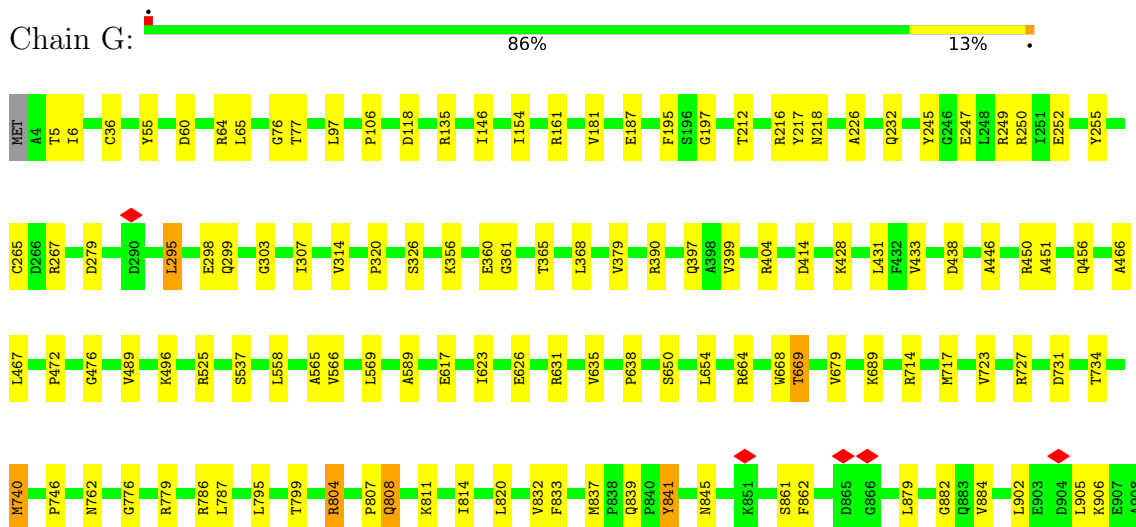 Chain G:
86% 13%
MET A4 T5 I6 C36 Y55 D60 R64 L65 G76 T77 L97 P106 D118 R135 I146 I154 R161 V181 E187 F195 S196 G197 T212 R216 Y217 N218 A226 Q232 Y245 G246 E247 L248 R249 R250 I251 E252 Y255
C265 D266 R267 D279 D290 L295 E298 Q299 G303 I307 V314 P320 S326 K356 E360 G361 T365 L368 V379 R390 Q397 A398 V399 R404 D414 K428 L431 F432 V433 D438 A446 R450 A451 Q456 A466
L467 P472 G476 V489 K496 R525 S537 L558 A565 V566 L569 A589 E617 I623 E626 R631 V635 P638 S650 L654 R664 W668 T669 V679 K689 R714 M717 V723 R727 D731 T734
M740 P746 N762 G776 R779 R786 L787 L795 T799 R804 P807 Q808 K811 I814 L820 V832 F833 M837 P838 Q839 P840 Y841 N845 K851 S861 F862 D865 G866 L879 G882 Q883 V884 L902 E903 D904 L905 K906 E907 A908